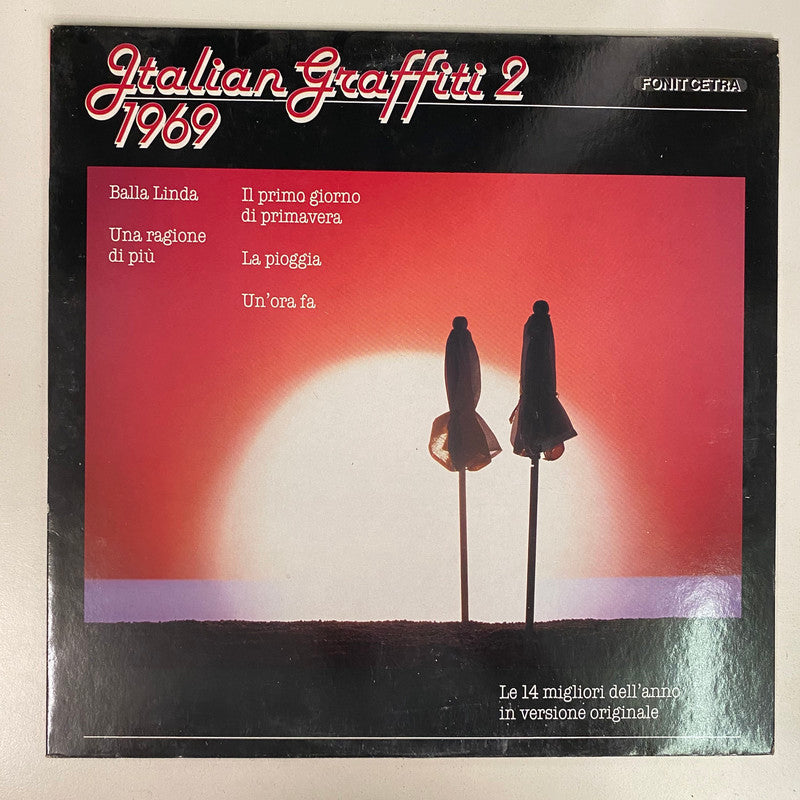 Italian Graffiti 2
1969
FONIT CETRA
Balla Linda
Una ragione
di più
Il primo giorno
di primavera
La pioggia
Un'ora fa
Le 14 migliori dell'anno
in versione originale